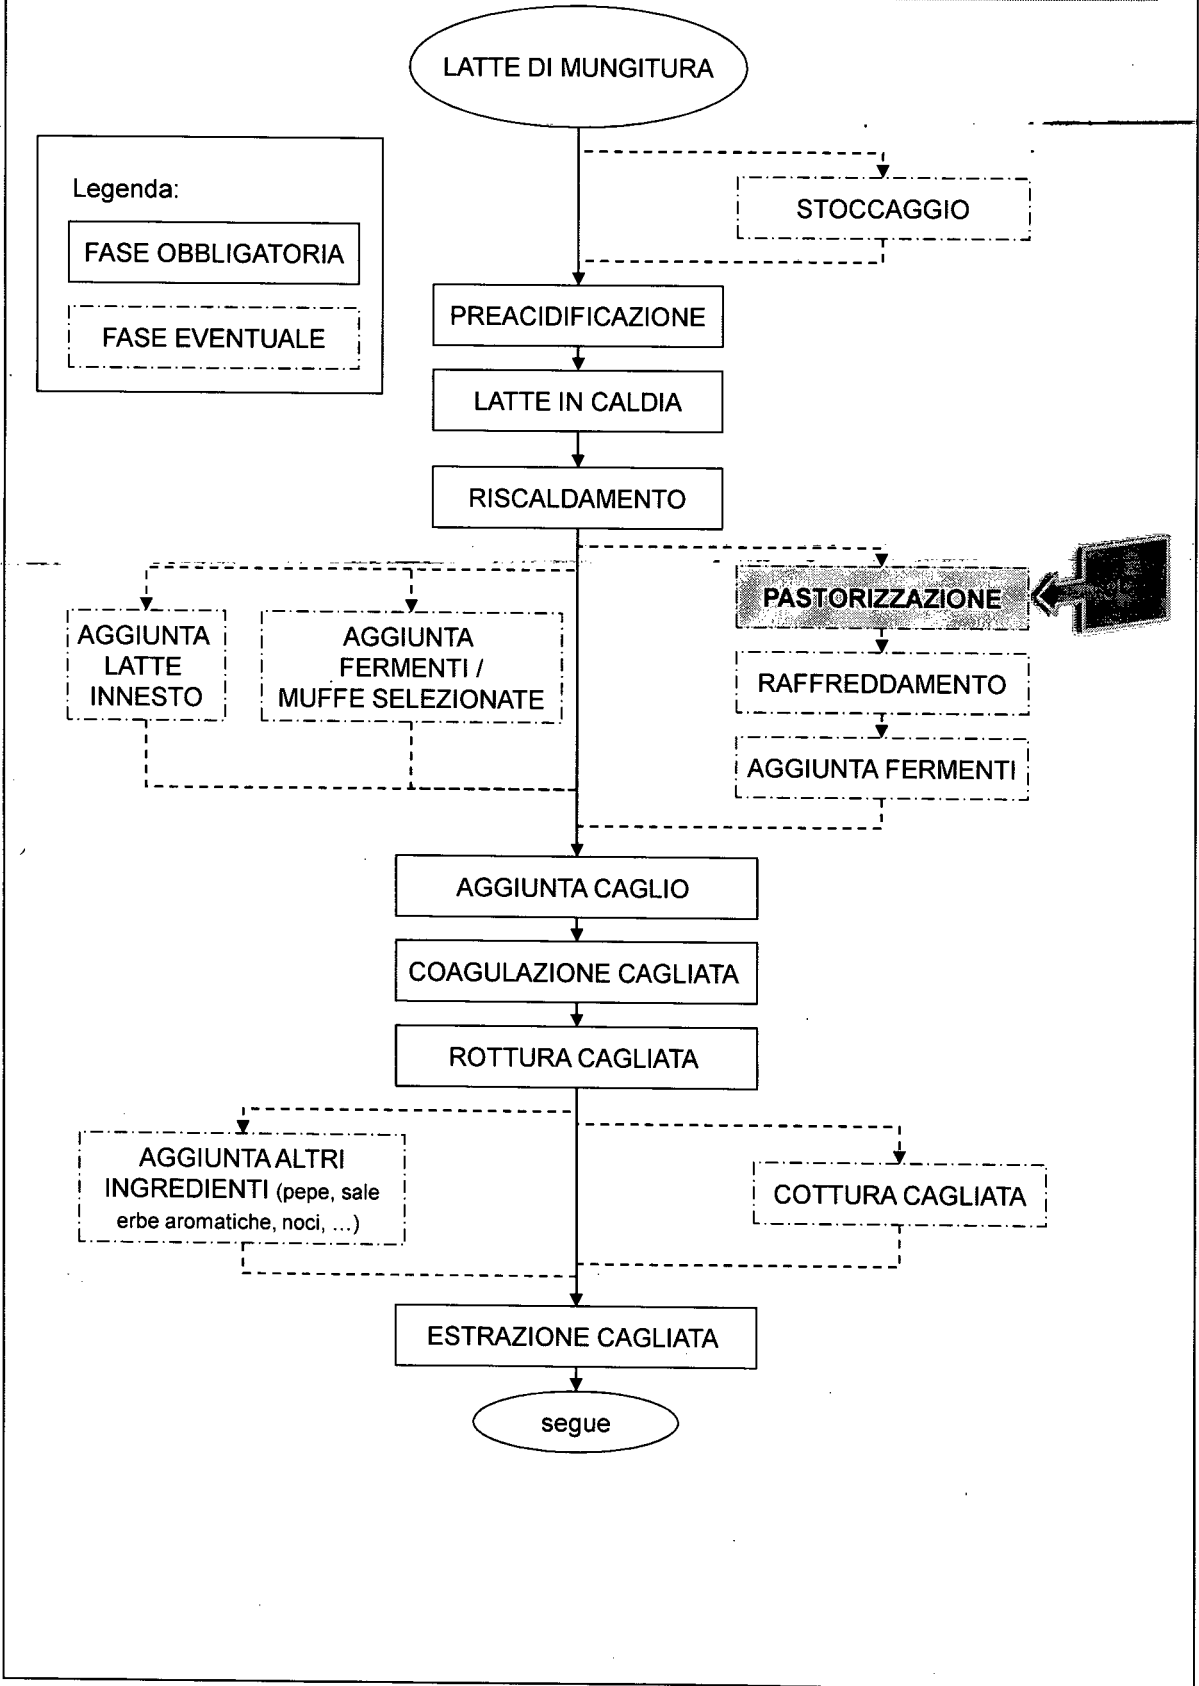 LATTE DI MUNGITURA
Legenda:
FASE OBBLIGATORIA
FASE EVENTUALE
STOCCAGGIO
PREACIDIFICAZIONE
LATTE IN CALDIA
RISCALDAMENTO
AGGIUNTA
LATTE
INNESTO
AGGIUNTA
FERMENTI /
MUFFE SELEZIONATE
PASTORIZZAZIONE
RAFFREDDAMENTO
AGGIUNTA FERMENTI
AGGIUNTA CAGLIO
COAGULAZIONE CAGLIATA
ROTTURA CAGLIATA
AGGIUNTA ALTRI
INGREDIENTI (pepe, sale
erbe aromatiche, noci, ...)
COTTURA CAGLIATA
ESTRAZIONE CAGLIATA
segue